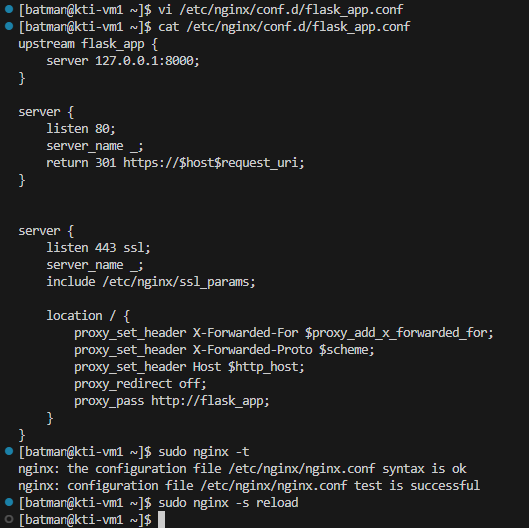 [batman@kti-vm1 ~]$ vi /etc/nginx/conf.d/flask_app.conf
[batman@kti-vm1 ~]$ cat /etc/nginx/conf.d/flask_app.conf
upstream flask_app {
    server 127.0.0.1:8000;
}

server {
    listen 80;
    server_name _;
    return 301 https://$host$request_uri;
}


server {
    listen 443 ssl;
    server_name _;
    include /etc/nginx/ssl_params;

    location / {
        proxy_set_header X-Forwarded-For $proxy_add_x_forwarded_for;
        proxy_set_header X-Forwarded-Proto $scheme;
        proxy_set_header Host $http_host;
        proxy_redirect off;
        proxy_pass http://flask_app;
    }
}
[batman@kti-vm1 ~]$ sudo nginx -t
nginx: the configuration file /etc/nginx/nginx.conf syntax is ok
nginx: configuration file /etc/nginx/nginx.conf test is successful
[batman@kti-vm1 ~]$ sudo nginx -s reload
[batman@kti-vm1 ~]$